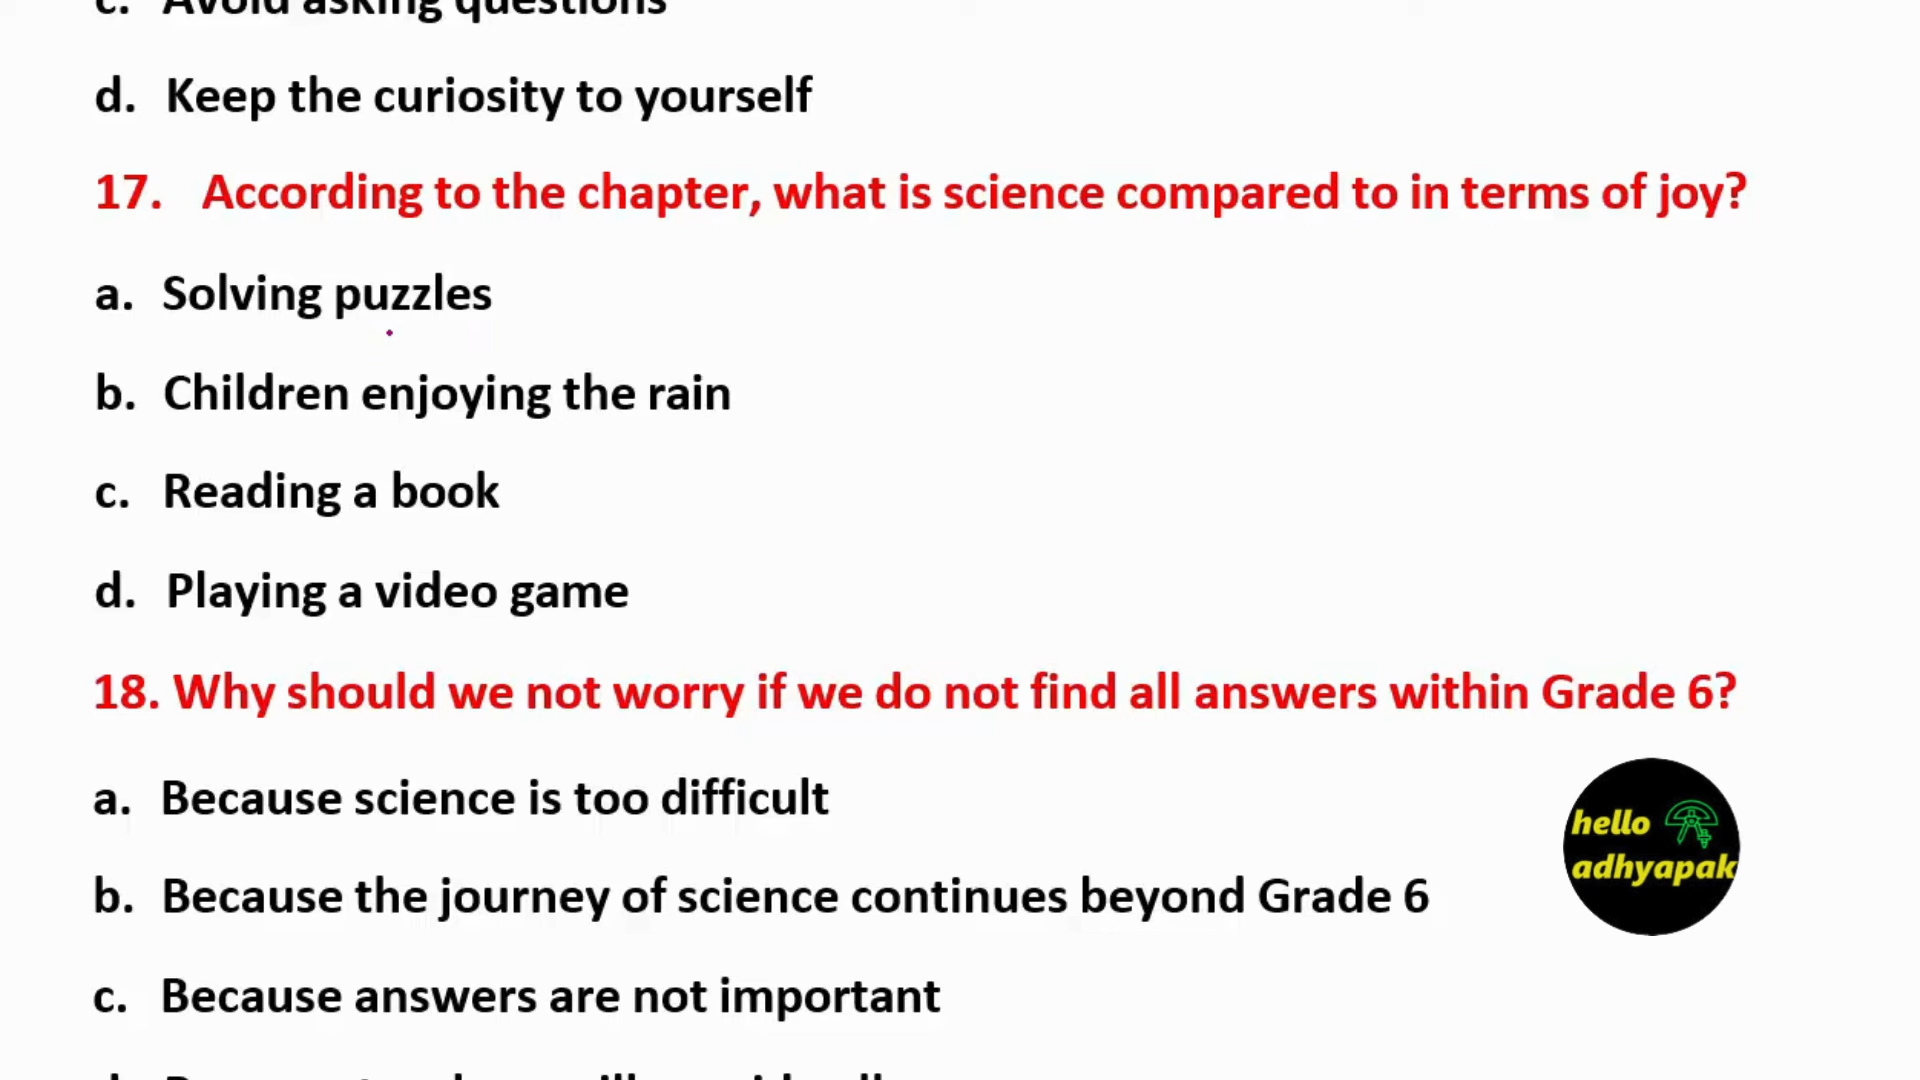 c. Avoid asking questions
d. Keep the curiosity to yourself
17. According to the chapter, what is science compared to in terms of joy?
a. Solving puzzles
b. Children enjoying the rain
c. Reading a book
d. Playing a video game
18. Why should we not worry if we do not find all answers within Grade 6?
a. Because science is too difficult
b. Because the journey of science continues beyond Grade 6
c. Because answers are not important
hello
adhyapak